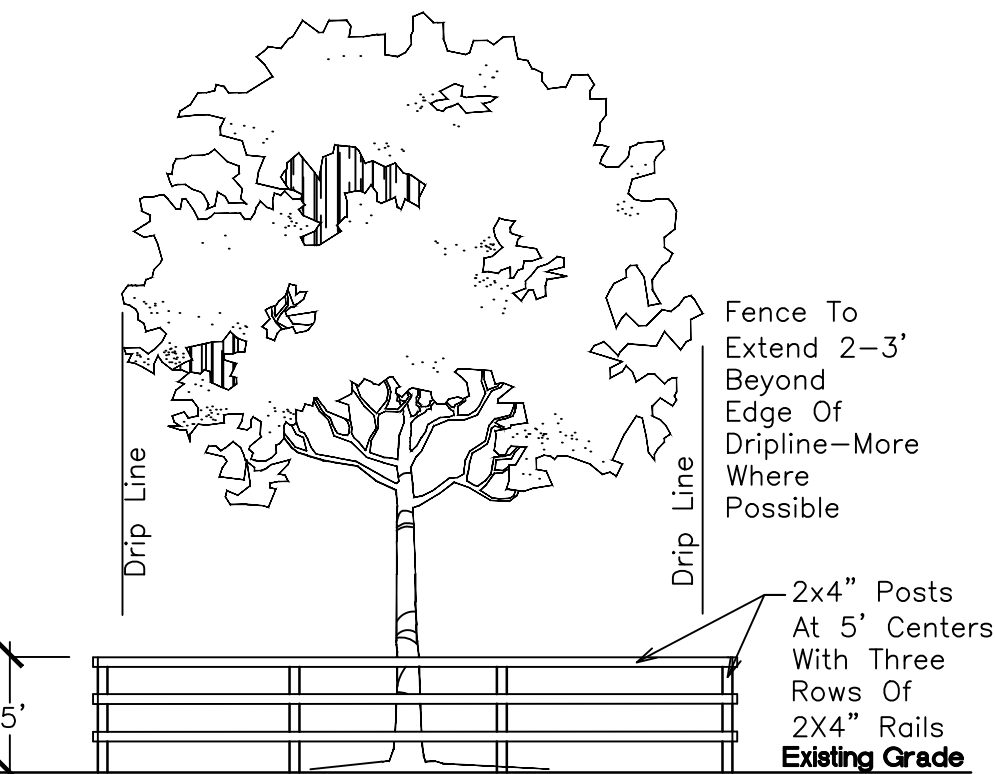 Fence To
Extend 2-3'
Beyond
Edge Of
Dripline-More
Where
Possible
Drip Line
Drip Line
2x4” Posts
At 5' Centers
With Three
Rows Of
2X4” Rails
5'
Existing Grade